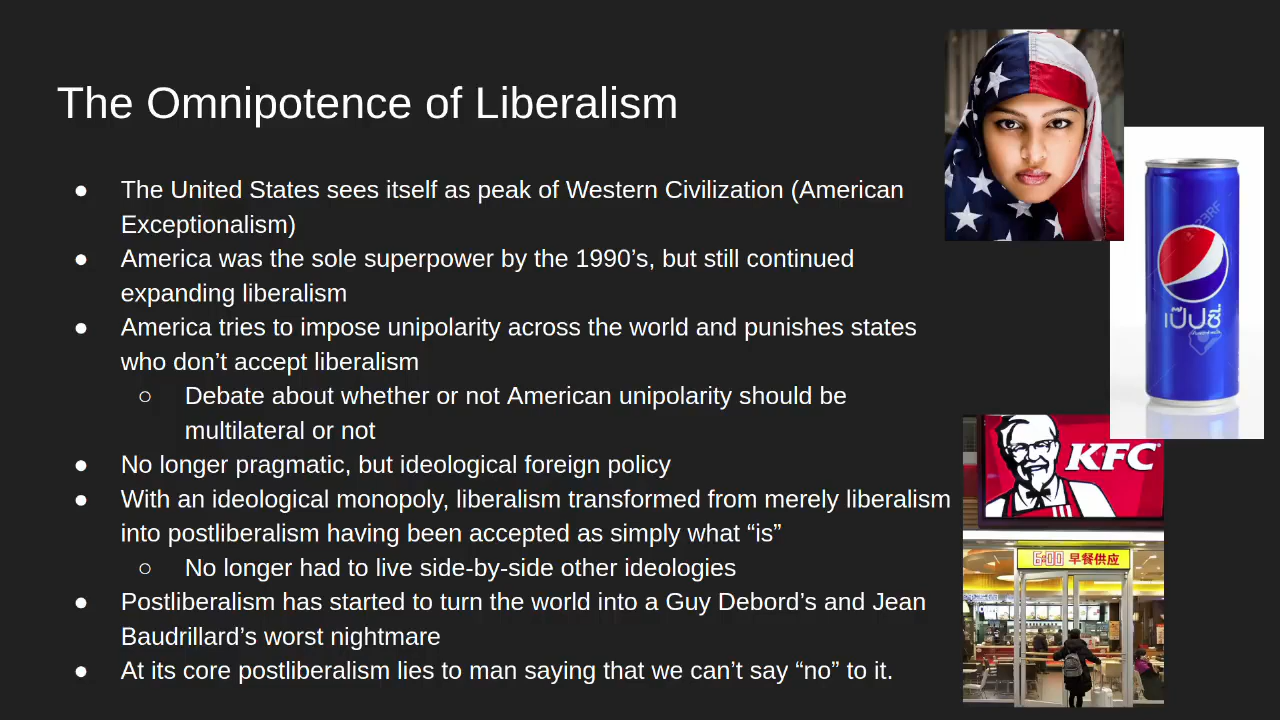 The Omnipotence of Liberalism
● The United States sees itself as peak of Western Civilization (American
Exceptionalism)
● America was the sole superpower by the 1990’s, but still continued
expanding liberalism
● America tries to impose unipolarity across the world and punishes states
who don’t accept liberalism
○ Debate about whether or not American unipolarity should be
multilateral or not
● No longer pragmatic, but ideological foreign policy
● With an ideological monopoly, liberalism transformed from merely liberalism
into postliberalism having been accepted as simply what “is”
○ No longer had to live side-by-side other ideologies
● Postliberalism has started to turn the world into a Guy Debord’s and Jean
Baudrillard’s worst nightmare
● At its core postliberalism lies to man saying that we can’t say “no” to it.
123RF
เป๊ปซี่
KFC
6:00 早餐供应